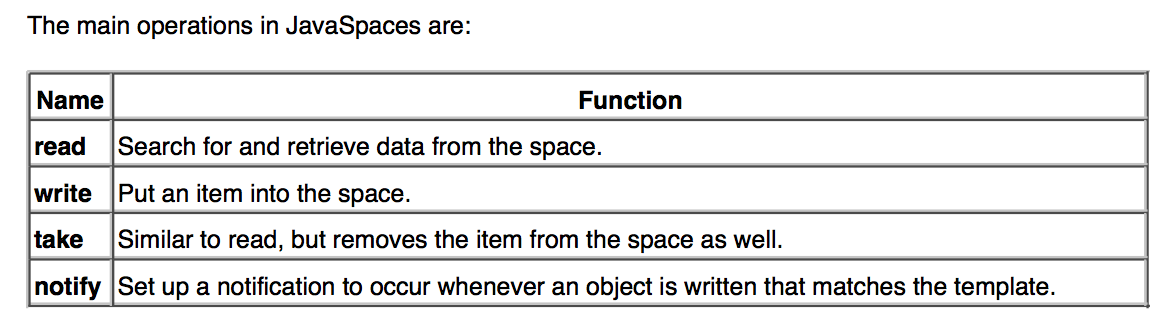 The main operations in JavaSpaces are:
Name Function
read Search for and retrieve data from the space.
write Put an item into the space.
take Similar to read, but removes the item from the space as well.
notify Set up a notification to occur whenever an object is written that matches the template.